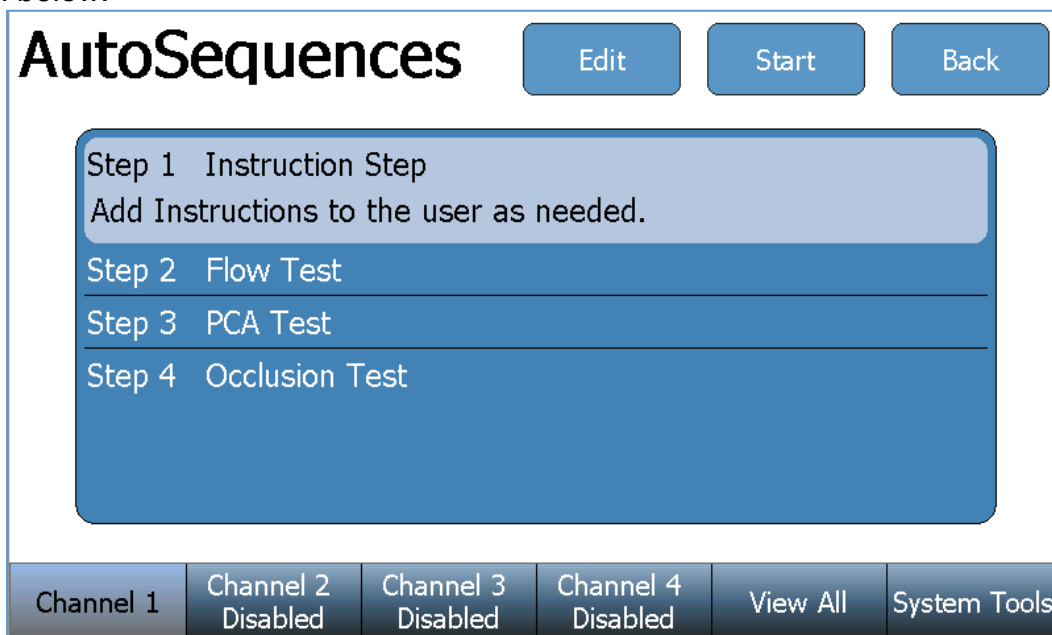 AutoSequences
Edit
Start
Back
Step 1 Instruction Step
Add Instructions to the user as needed.
Step 2 Flow Test
Step 3 PCA Test
Step 4 Occlusion Test
Channel 1
Channel 2
Disabled
Channel 3
Disabled
Channel 4
Disabled
View All
System Tools